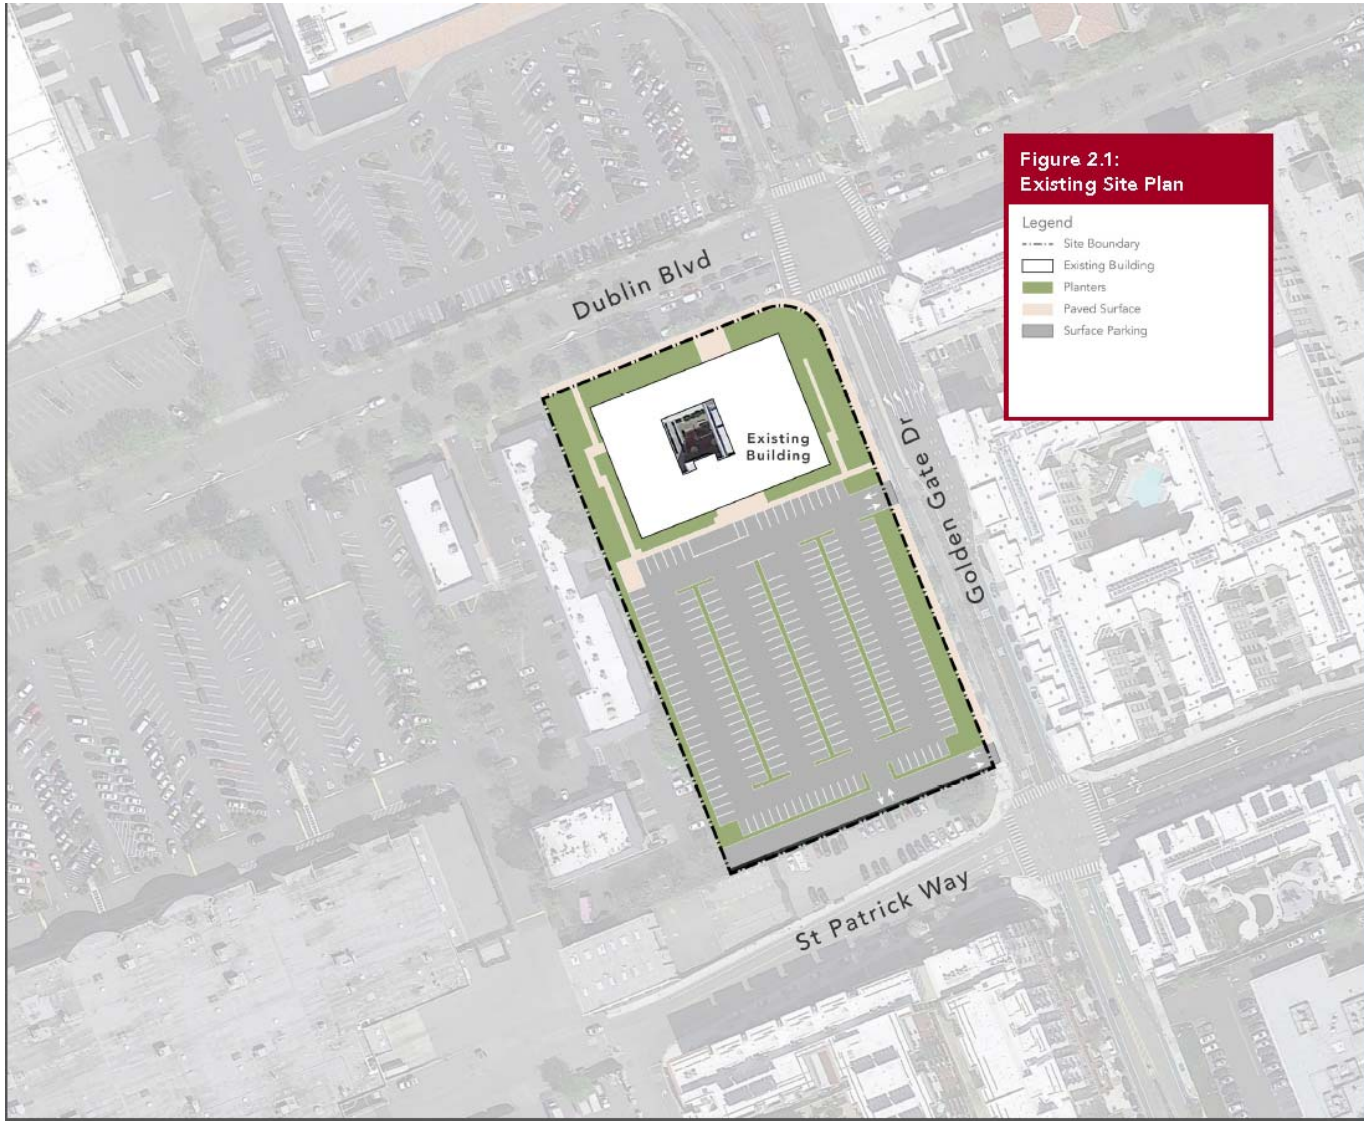 Figure 2.1:
Existing Site Plan
Legend
Site Boundary
Existing Building
Planters
Paved Surface
Surface Parking
Dublin Blvd
Existing
Building
Golden Gate Dr
St Patrick Way